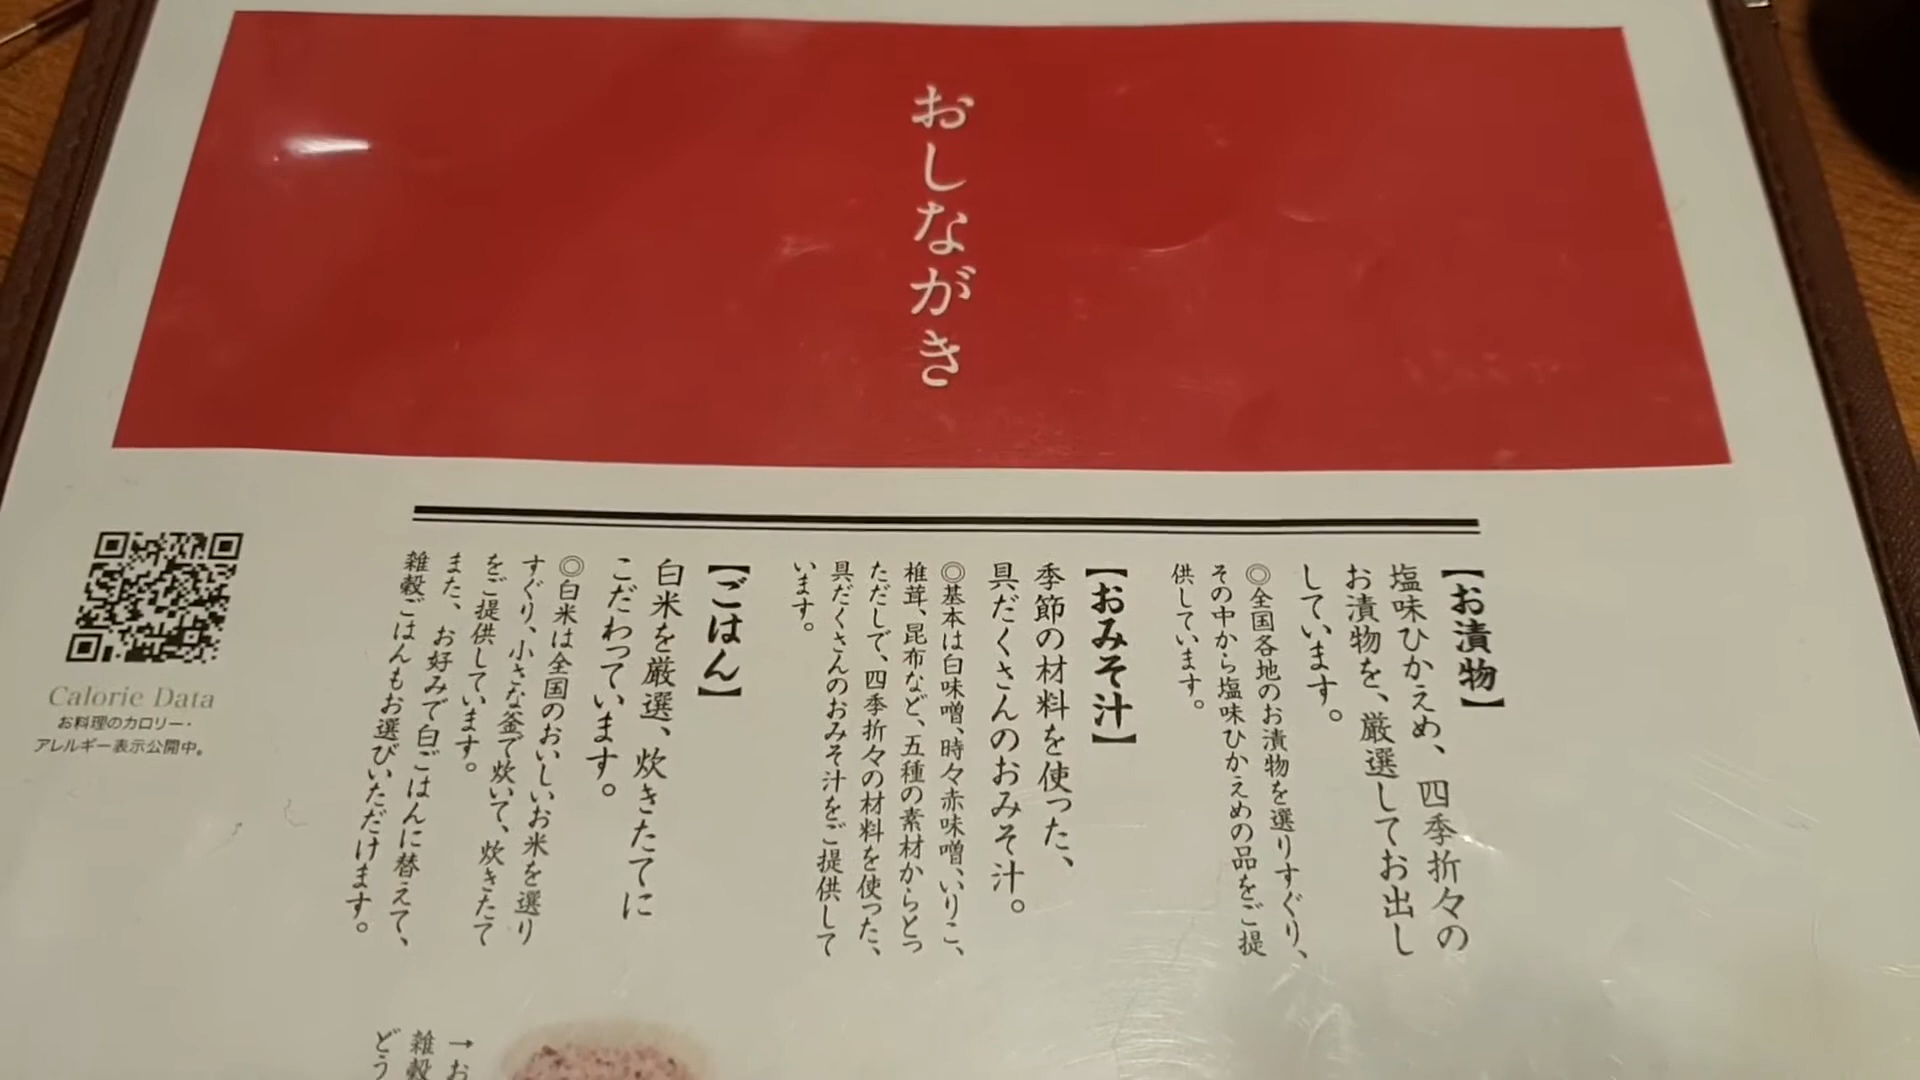 おしながき
【お漬物】
塩味ひかえめ、四季折々の
お漬物を、厳選してお出し
しています。
◎全国各地のお漬物を選りすぐり、
その中から塩味ひかえめの品をご提
供しています。
【おみそ汁】
季節の材料を使った、
具だくさんのおみそ汁。
◎基本は白味噌、時々赤味噌、いりこ、
椎茸、昆布など、五種の素材からとっ
ただしで、四季折々の材料を使った、
具だくさんのおみそ汁をご提供して
います。
【ごはん】
白米を厳選、炊きたてに
こだわっています。
◎白米は全国のおいしいお米を選り
すぐり、小さな釜で炊いて、炊きたて
をご提供しています。
また、お好みで白ごはんに替えて、
雑穀ごはんもお選びいただけます。
→お
雑穀
どう
Calorie Data
お料理のカロリー・
アレルギー表示公開中。